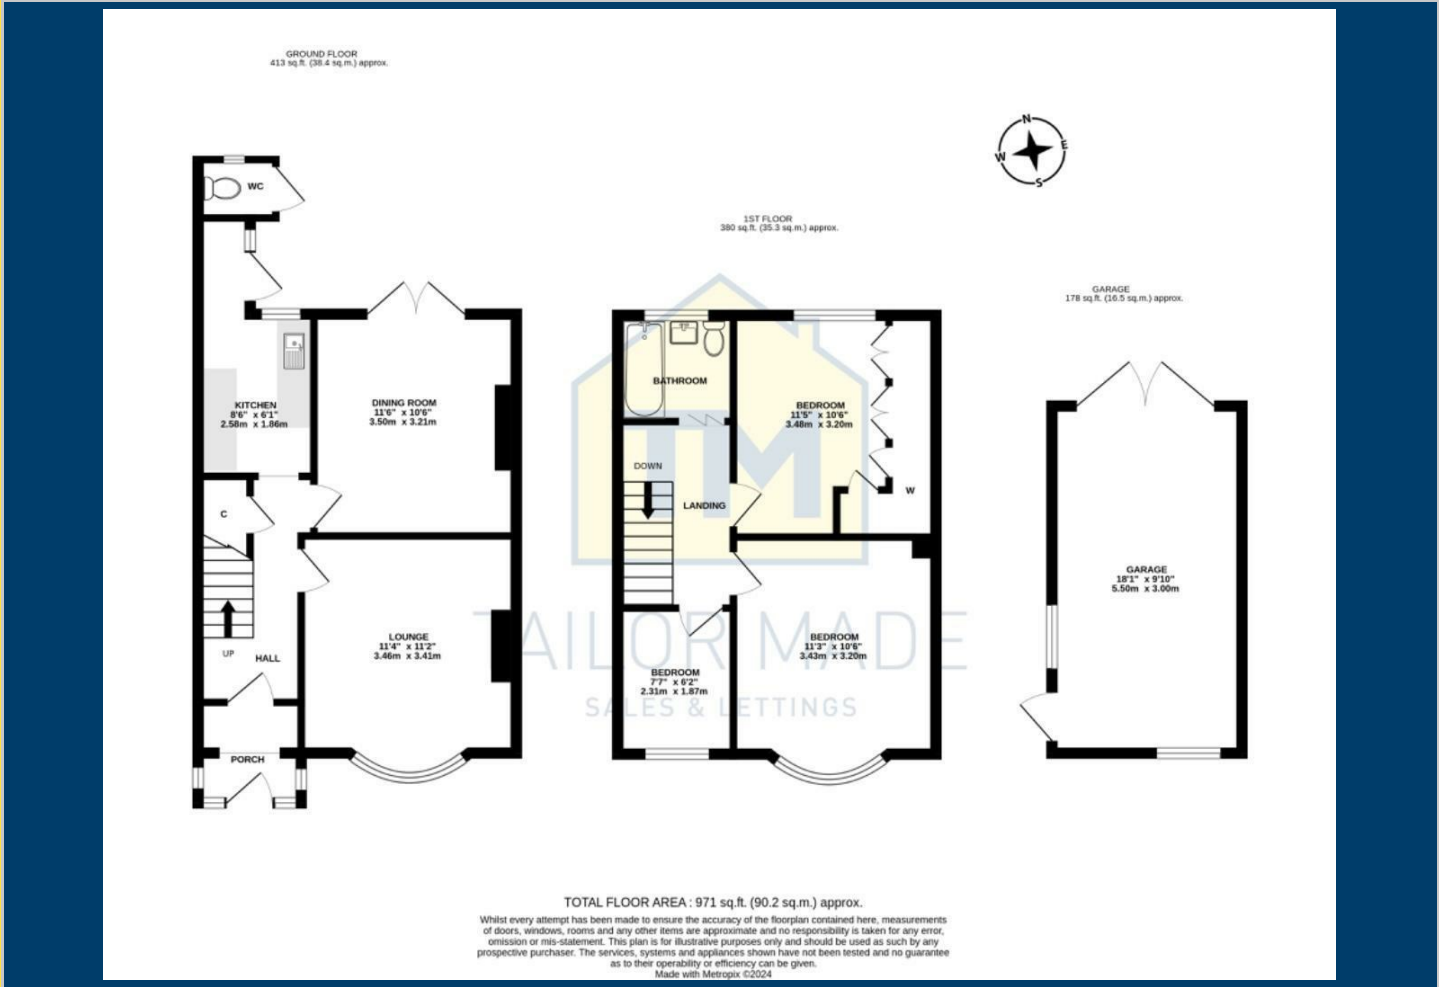 GROUND FLOOR
413 sq.ft. (38.4 sq.m.) approx.
N
E
W
S
1ST FLOOR
380 sq.ft. (35.3 sq.m.) approx.
GARAGE
178 sq.ft. (16.5 sq.m.) approx.
WC
KITCHEN
8'6" x 6'1"
2.58m x 1.86m
DINING ROOM
11'6" x 10'6"
3.50m x 3.21m
C
UP
HALL
LOUNGE
11'4" x 11'2"
3.46m x 3.41m
PORCH
BATHROOM
BEDROOM
11'5" x 10'6"
3.48m x 3.20m
DOWN
LANDING
W
BEDROOM
11'3" x 10'6"
3.43m x 3.20m
BEDROOM
7'7" x 6'2"
2.31m x 1.87m
GARAGE
18'1" x 9'10"
5.50m x 3.00m
TM
TAILOR MADE
SALES & LETTINGS
TOTAL FLOOR AREA : 971 sq.ft. (90.2 sq.m.) approx.
Whilst every attempt has been made to ensure the accuracy of the floorplan contained here, measurements
of doors, windows, rooms and any other items are approximate and no responsibility is taken for any error,
omission or mis-statement. This plan is for illustrative purposes only and should be used as such by any
prospective purchaser. The services, systems and appliances shown have not been tested and no guarantee
as to their operability or efficiency can be given.
Made with Metropix ©2024